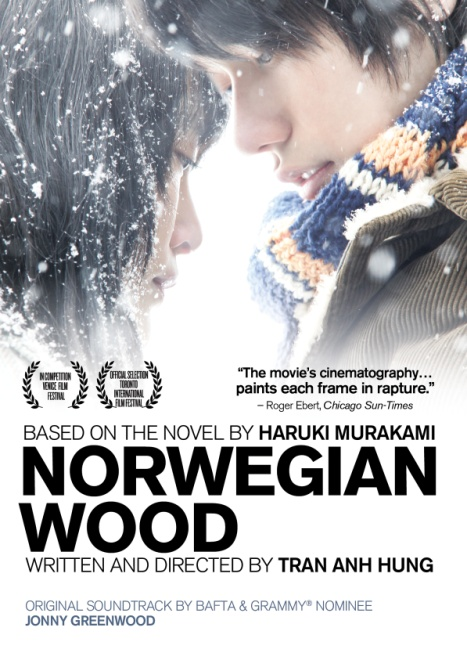 IN COMPETITION
VENICE FILM
FESTIVAL
OFFICIAL SELECTION
TORONTO
INTERNATIONAL
FILM FESTIVAL
“The movie’s cinematography…
paints each frame in rapture.”
– Roger Ebert, Chicago Sun-Times
BASED ON THE NOVEL BY HARUKI MURAKAMI
NORWEGIAN
WOOD
WRITTEN AND DIRECTED BY TRAN ANH HUNG
ORIGINAL SOUNDTRACK BY BAFTA & GRAMMY® NOMINEE
JONNY GREENWOOD